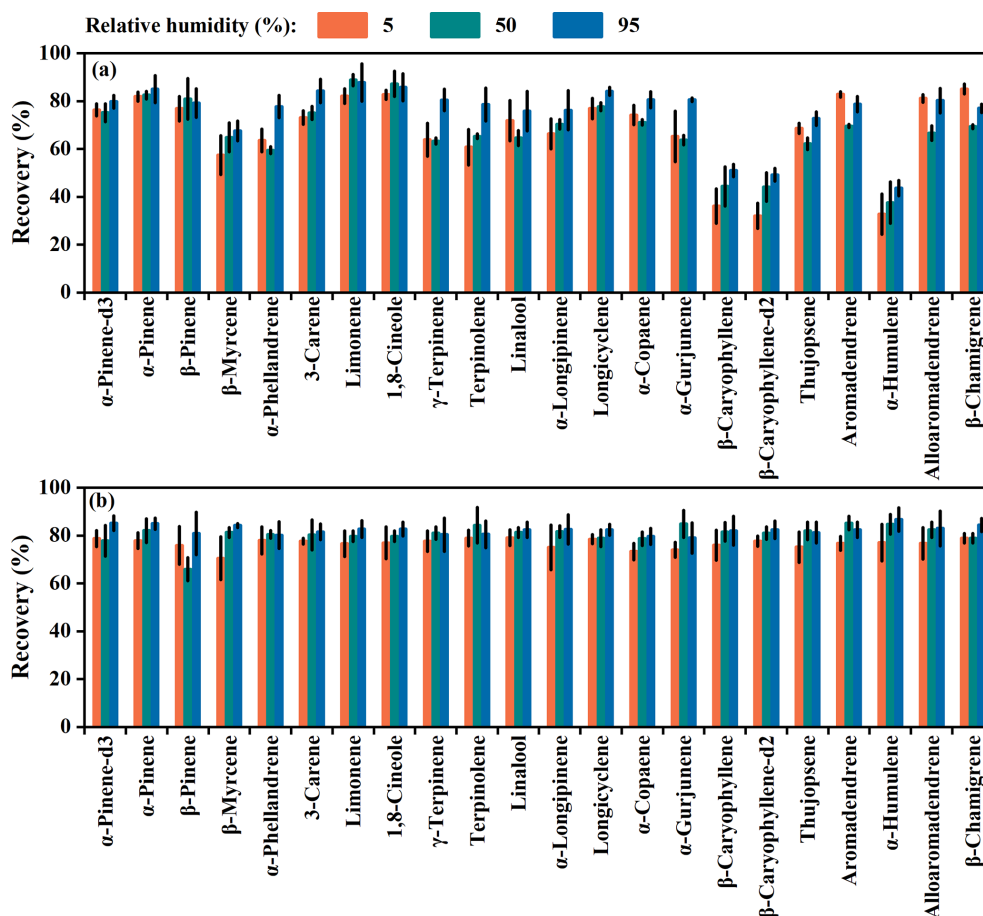 Relative humidity (%): 5 50 95
(a)
Recovery (%)
100
80
60
40
20
0
α-Pinene-d3
α-Pinene
β-Pinene
β-Myrcene
α-Phellandrene
3-Carene
Limonene
1,8-Cineole
γ-Terpinene
Terpinolene
Linalool
α-Longipinene
Longicyclene
α-Copaene
α-Gurjunene
β-Caryophyllene
β-Caryophyllene-d2
Thujopsene
Aromadendrene
α-Humulene
Alloaromadendrene
β-Chamigrene
(b)
Recovery (%)
100
80
60
40
20
0
α-Pinene-d3
α-Pinene
β-Pinene
β-Myrcene
α-Phellandrene
3-Carene
Limonene
1,8-Cineole
γ-Terpinene
Terpinolene
Linalool
α-Longipinene
Longicyclene
α-Copaene
α-Gurjunene
β-Caryophyllene
β-Caryophyllene-d2
Thujopsene
Aromadendrene
α-Humulene
Alloaromadendrene
β-Chamigrene